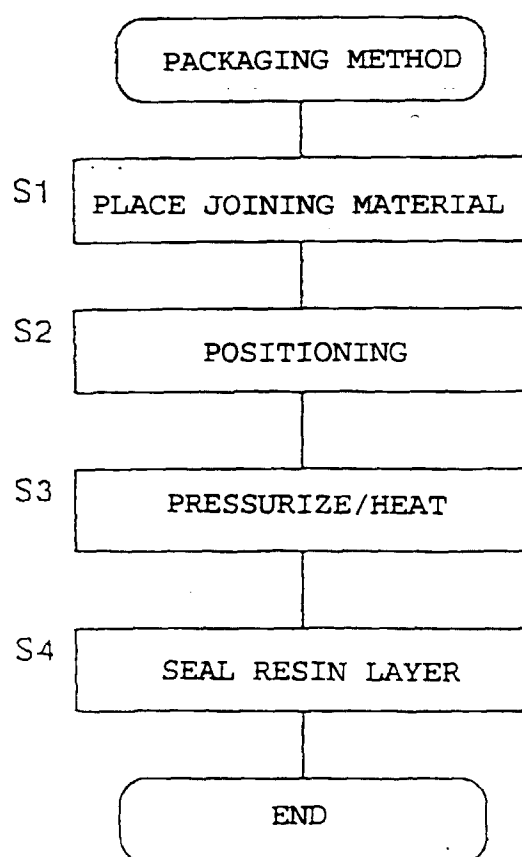 PACKAGING METHOD
S1
PLACE JOINING MATERIAL
S2
POSITIONING
S3
PRESSURIZE/HEAT
S4
SEAL RESIN LAYER
END